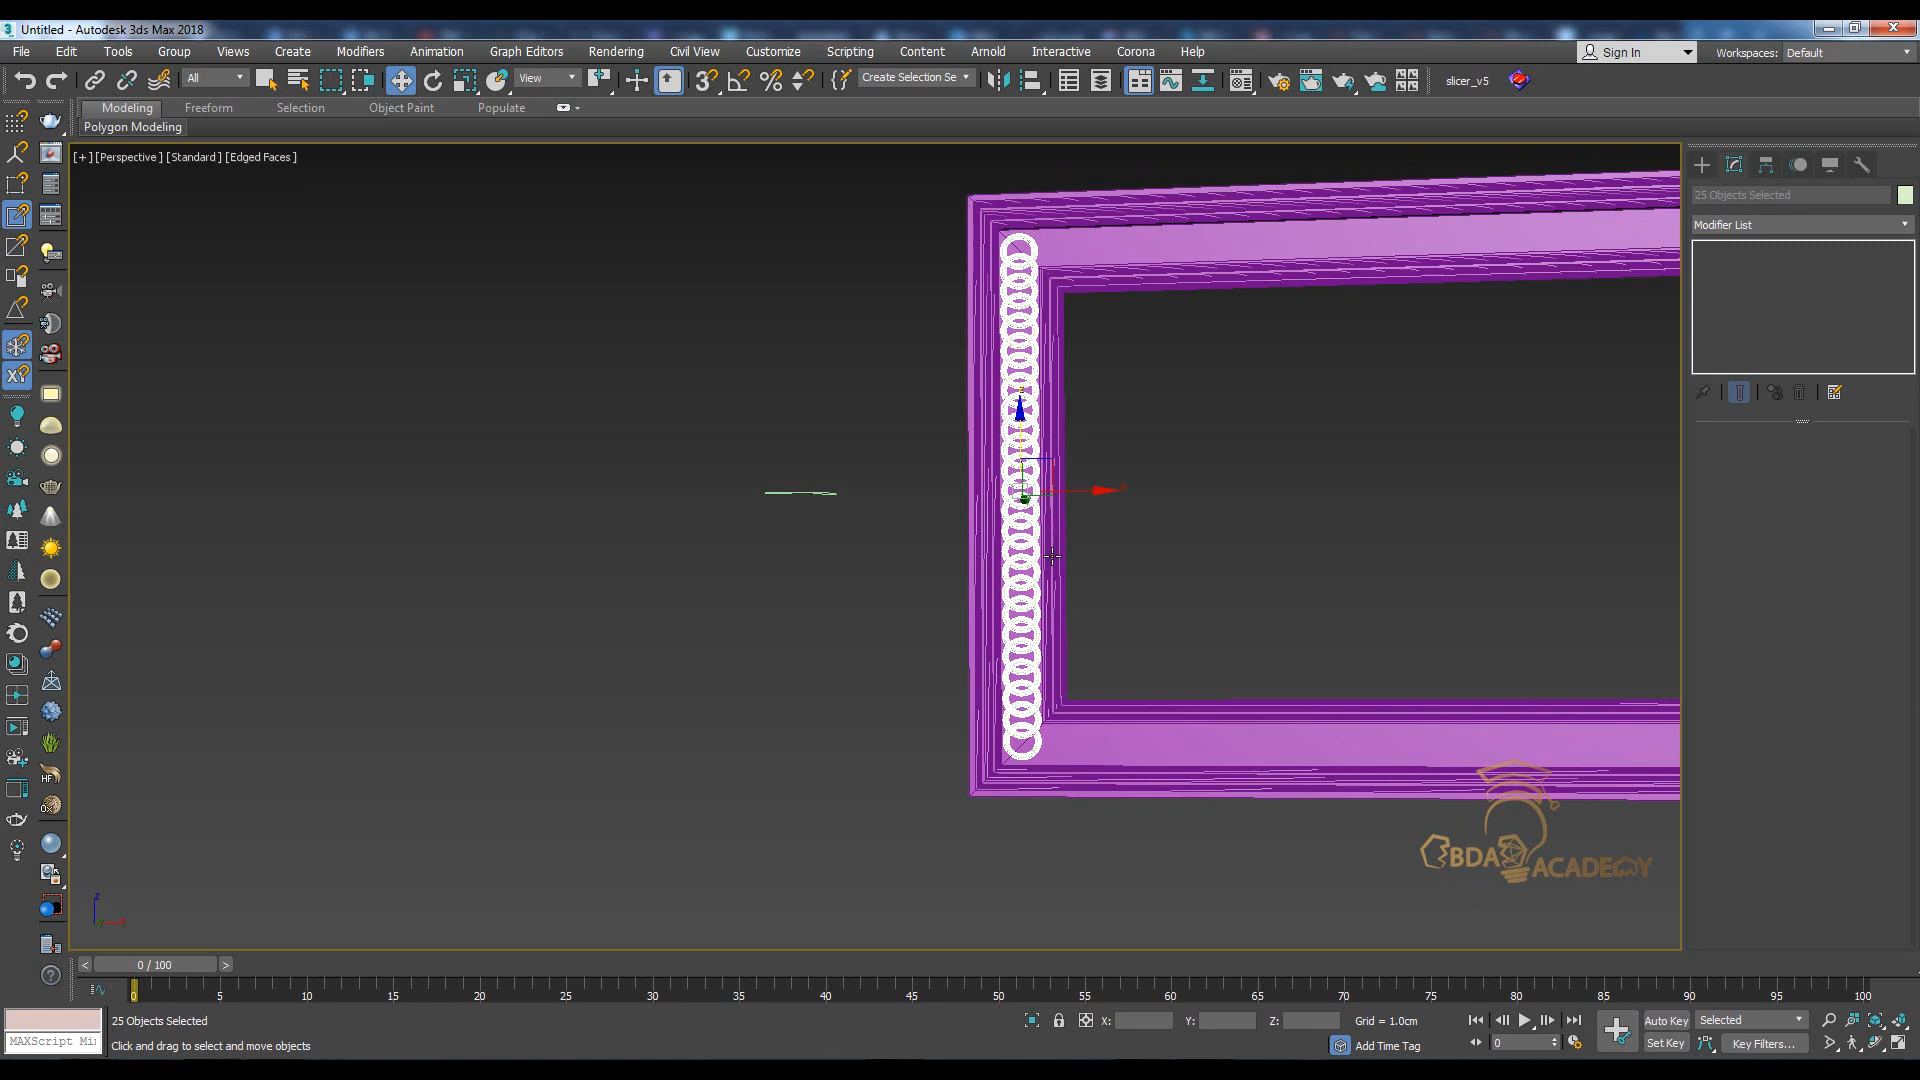 Untitled - Autodesk 3ds Max 2018
File Edit Tools Group Views Create Modifiers Animation Graph Editors Rendering Civil View Customize Scripting Content Arnold Interactive Corona Help
Sign In
Workspaces: Default
All
View
Create Selection Se
slicer_v5
Modeling Freeform Selection Object Paint Populate
Polygon Modeling
[+] [Perspective ] [Standard ] [Edged Faces ]
25 Objects Selected
Modifier List
HF
BDA ACADEMY
0 / 100
0 5 10 15 20 25 30 35 40 45 50 55 60 65 70 75 80 85 90 95 100
25 Objects Selected
X: Y: Z: Grid = 1.0cm
Auto Key Selected
MAXScript Mi
Click and drag to select and move objects
Add Time Tag
0
Set Key Key Filters...